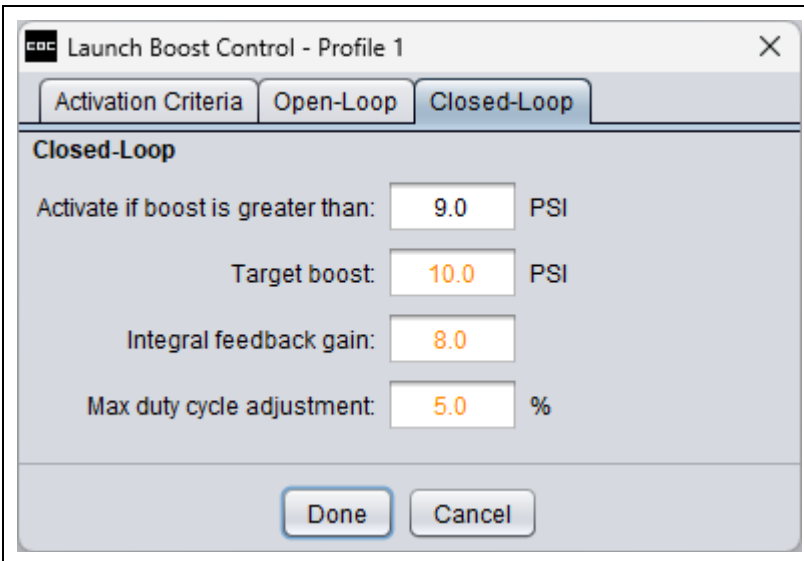 COC Launch Boost Control - Profile 1
Activation Criteria Open-Loop Closed-Loop
Closed-Loop
Activate if boost is greater than: 9.0 PSI
Target boost: 10.0 PSI
Integral feedback gain: 8.0
Max duty cycle adjustment: 5.0 %
Done Cancel